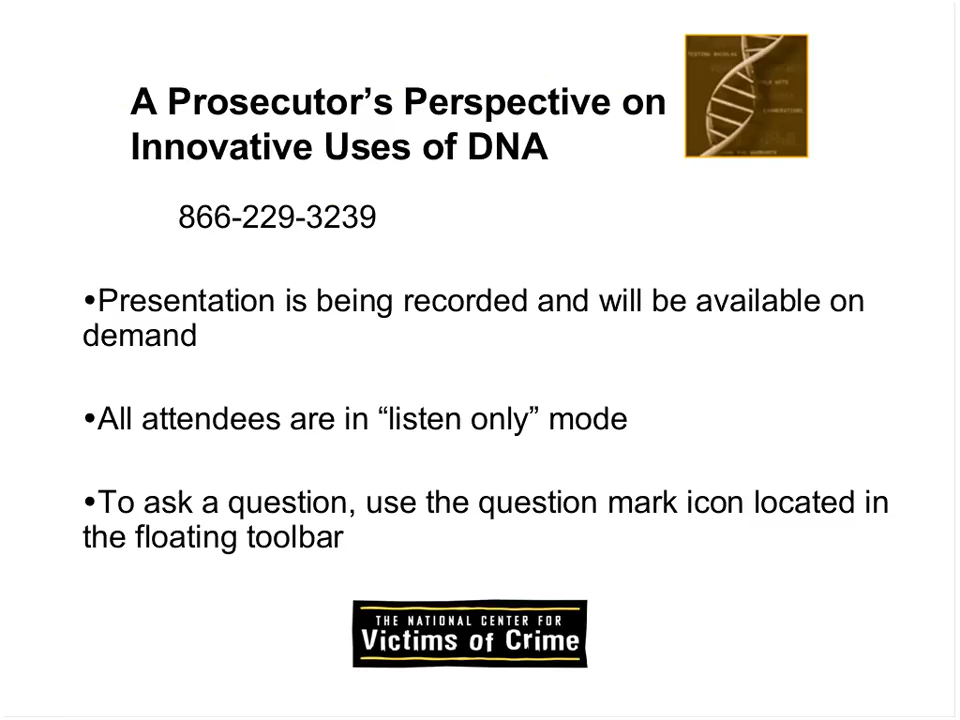 A Prosecutor’s Perspective on
Innovative Uses of DNA
866-229-3239
•Presentation is being recorded and will be available on
demand
•All attendees are in “listen only” mode
•To ask a question, use the question mark icon located in
the floating toolbar
THE NATIONAL CENTER FOR
Victims of Crime